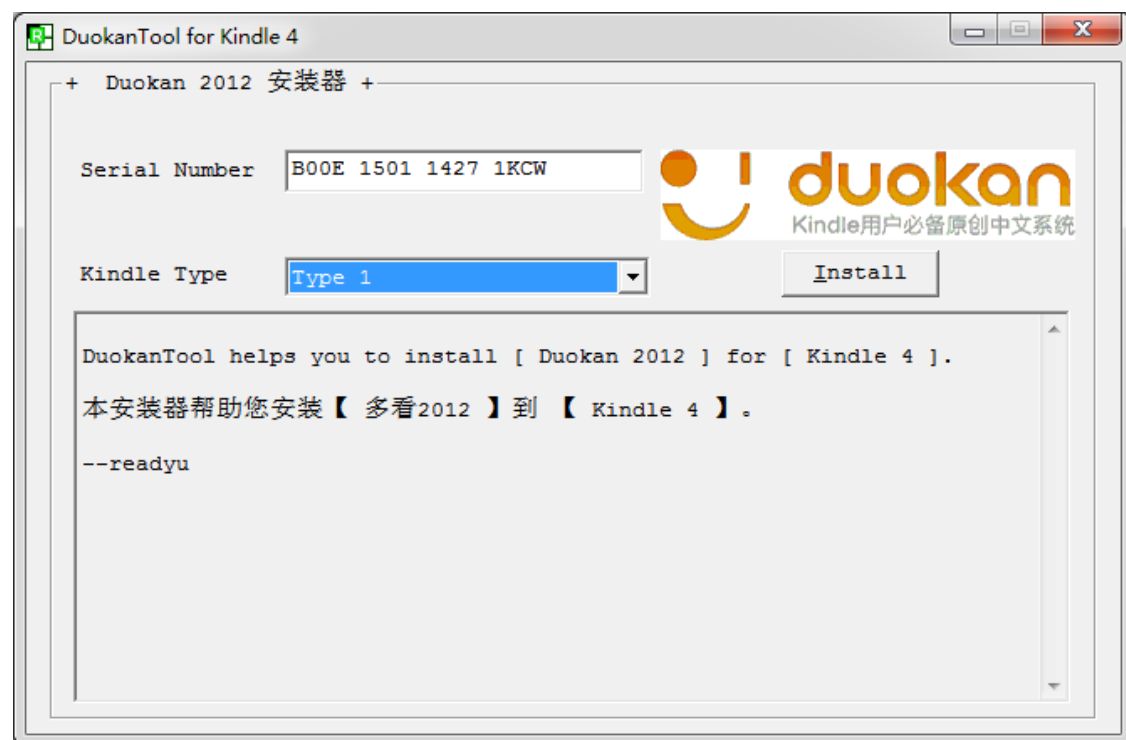 DuokanTool for Kindle 4
+ Duokan 2012 安装器 +
Serial Number B00E 1501 1427 1KCW
duokan
Kindle用户必备原创中文系统
Kindle Type Type 1 Install
DuokanTool helps you to install [ Duokan 2012 ] for [ Kindle 4 ].
本安装器帮助您安装【 多看2012 】到 【 Kindle 4 】。
--readyu